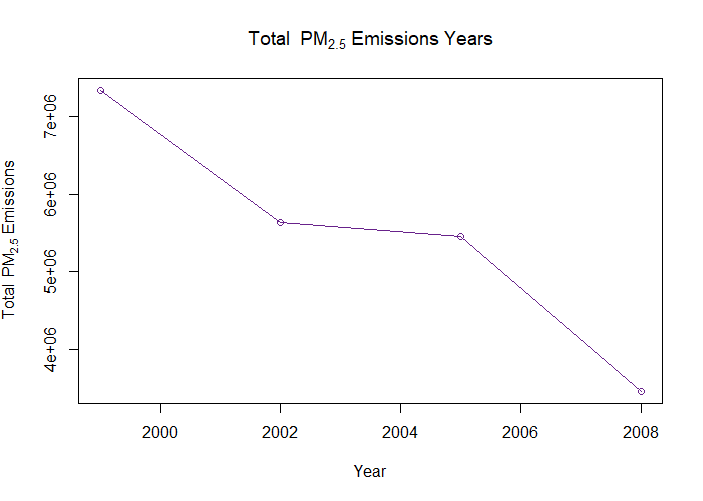 Total  PM2.5 Emissions Years
Total PM2.5 Emissions
7e+06
6e+06
5e+06
4e+06
2000 2002 2004 2006 2008
Year